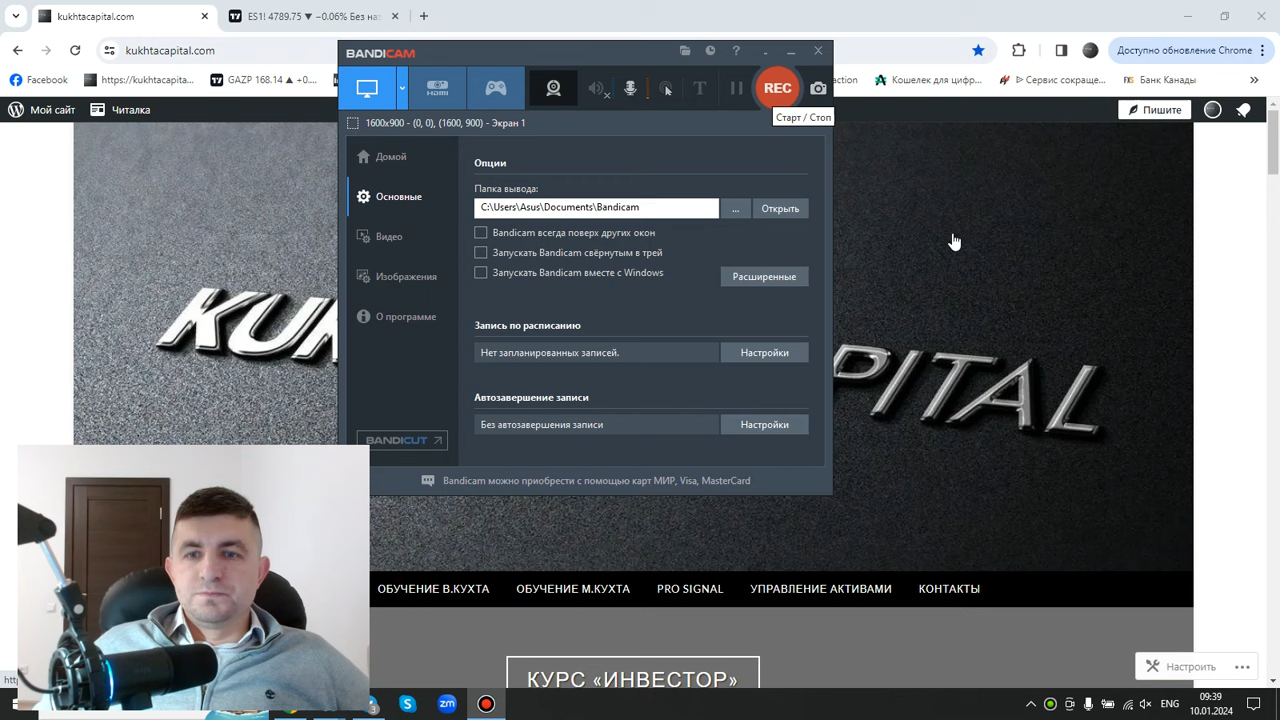 kukhtacapital.com
ES1! 4789.75 ▼ −0.06% Без на
kukhtacapital.com
Доступно обновление Chrome
Facebook
https://kukhtacapita...
GAZP 168.14 ▲ +0...
Кошелек для цифр...
Сервис сокраще...
Банк Канады
Мой сайт
Читалка
Пишите
BANDICAM
HDMI
REC
Старт / Стоп
1600x900 - (0, 0), (1600, 900) - Экран 1
Домой
Основные
Видео
Изображения
О программе
BANDICUT
Опции
Папка вывода:
C:\Users\Asus\Documents\Bandicam
...
Открыть
Bandicam всегда поверх других окон
Запускать Bandicam свёрнутым в трей
Запускать Bandicam вместе с Windows
Расширенные
Запись по расписанию
Нет запланированных записей.
Настройки
Автозавершение записи
Без автозавершения записи
Настройки
Bandicam можно приобрести с помощью карт МИР, Visa, MasterCard
KU
PITAL
ОБУЧЕНИЕ В.КУХТА
ОБУЧЕНИЕ М.КУХТА
PRO SIGNAL
УПРАВЛЕНИЕ АКТИВАМИ
КОНТАКТЫ
КУРС «ИНВЕСТОР»
Настроить
09:39
10.01.2024